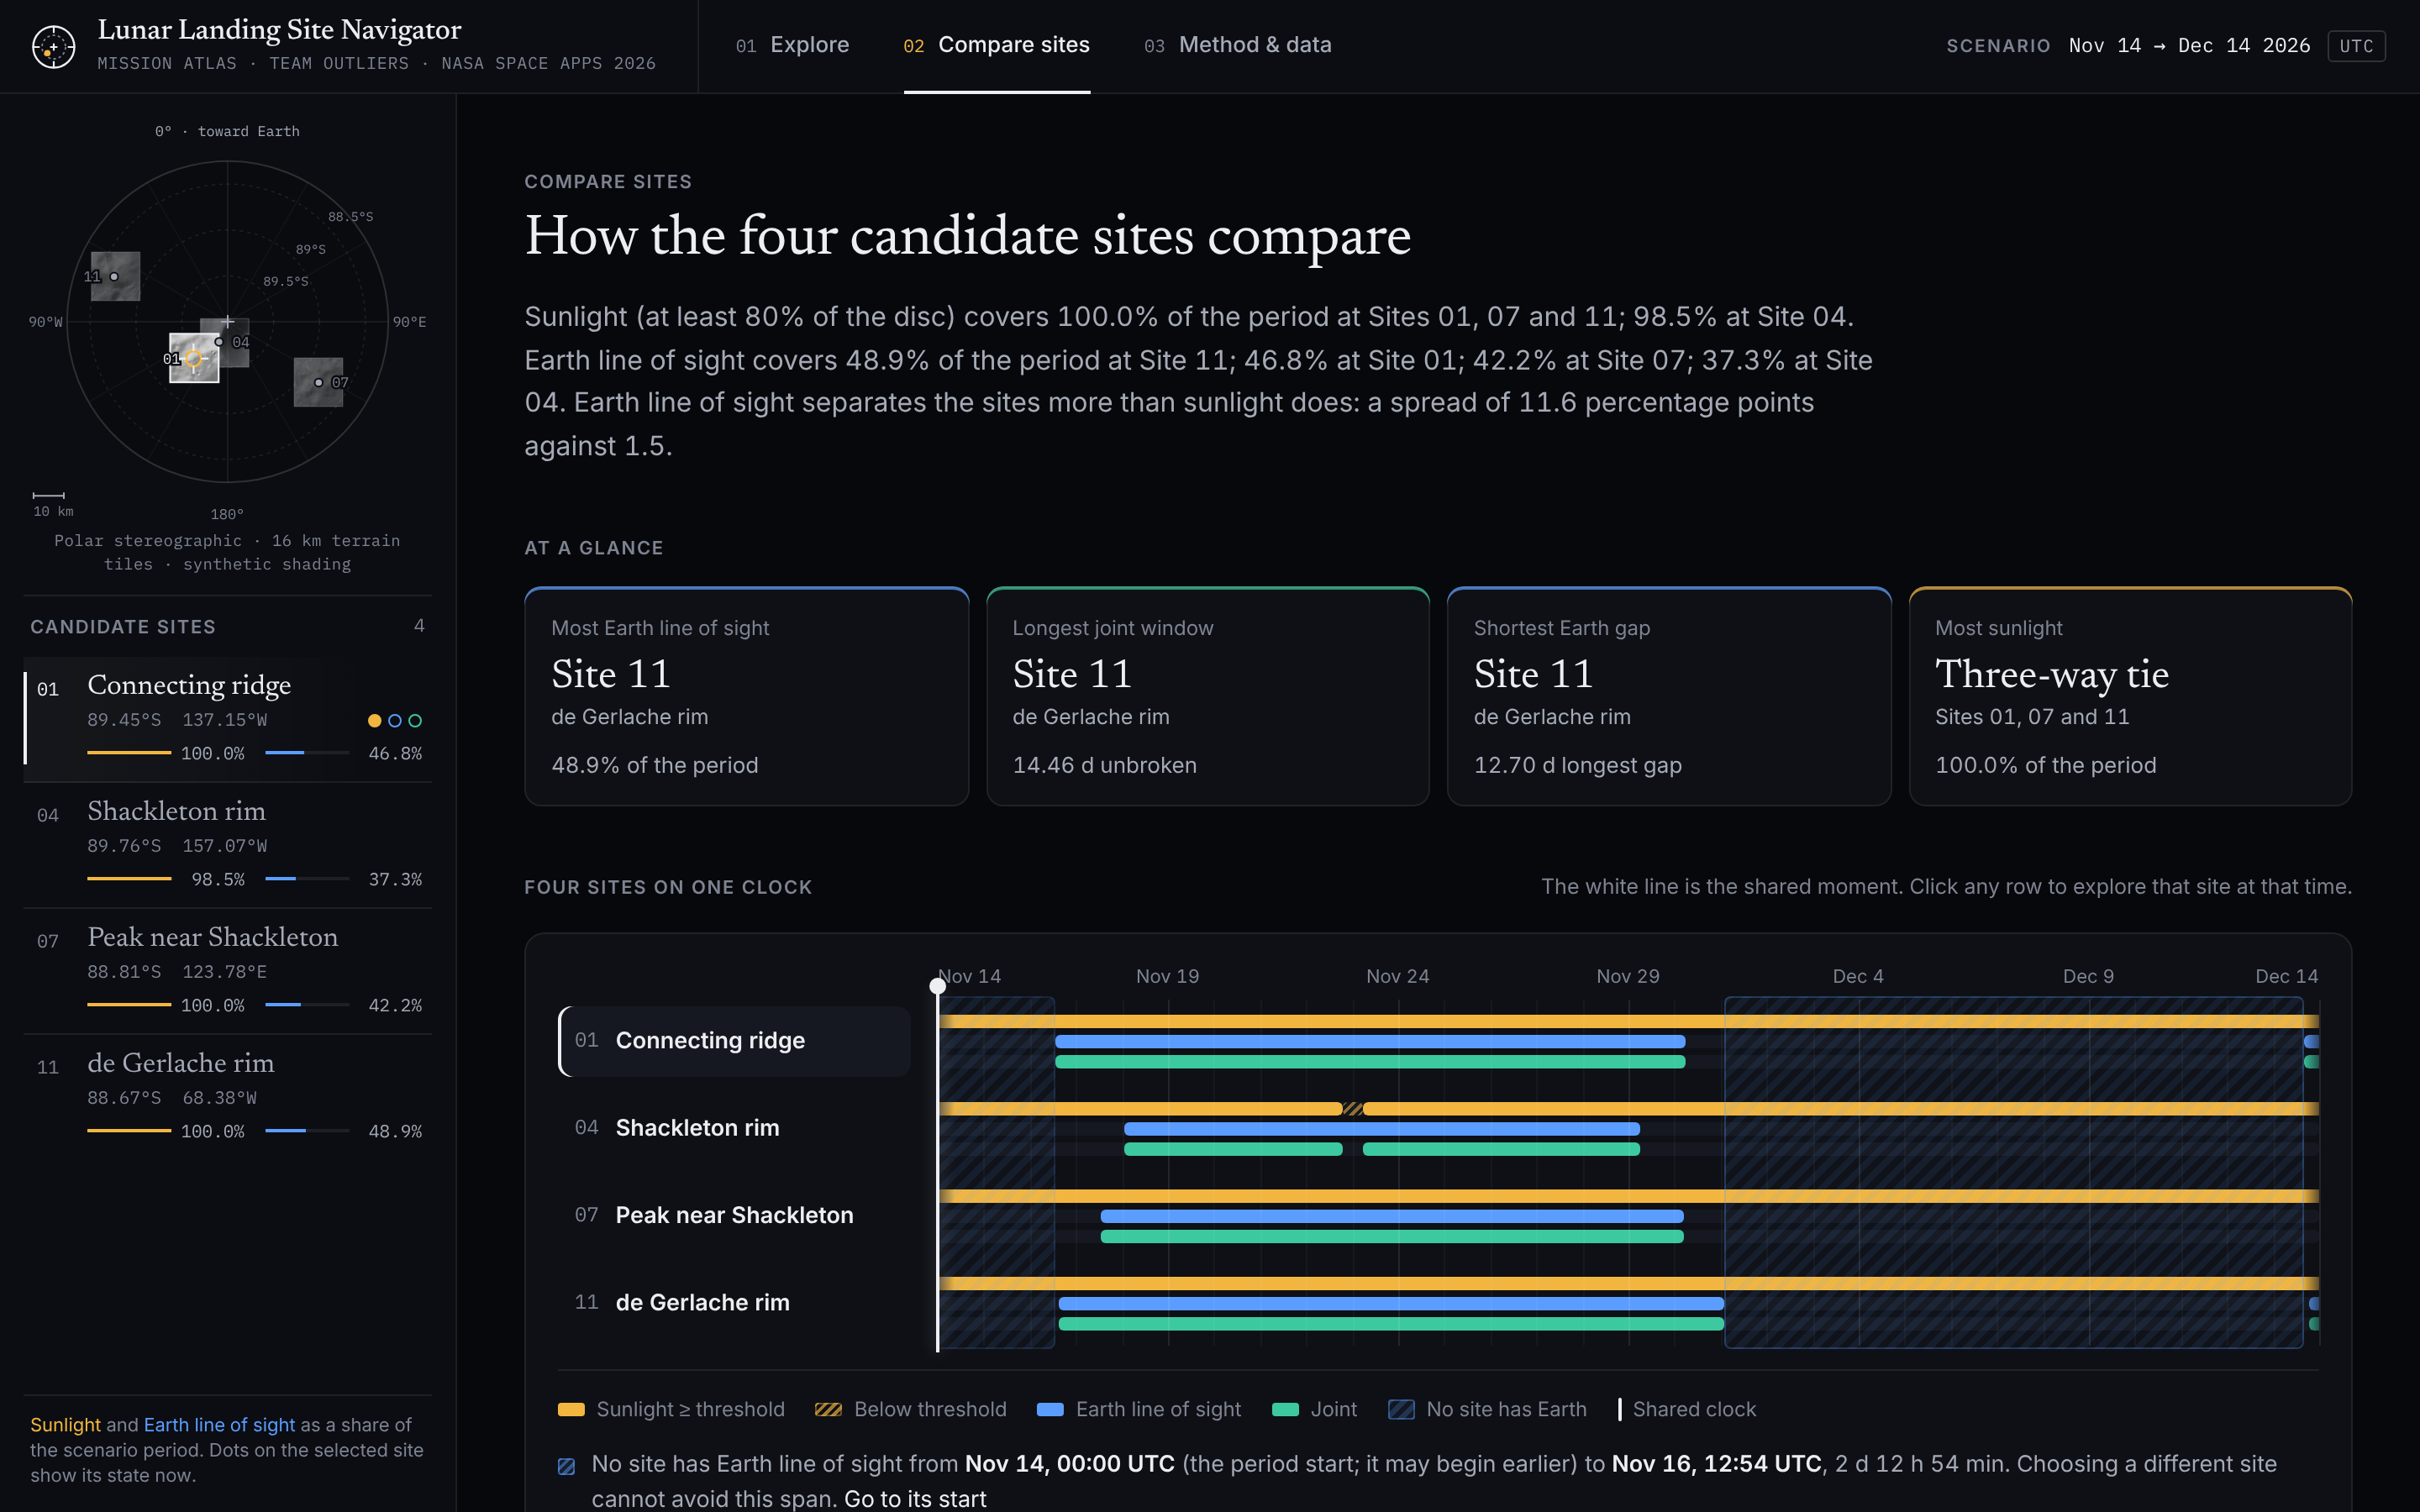 Lunar Landing Site Navigator
MISSION ATLAS · TEAM OUTLIERS · NASA SPACE APPS 2026
01 Explore
02 Compare sites
03 Method & data
SCENARIO Nov 14 → Dec 14 2026 UTC
0° · toward Earth
88.5°S
89°S
89.5°S
11
90°W
90°E
04
01
07
10 km
180°
Polar stereographic · 16 km terrain
tiles · synthetic shading
CANDIDATE SITES 4
01 Connecting ridge
89.45°S 137.15°W
100.0% 46.8%
04 Shackleton rim
89.76°S 157.07°W
98.5% 37.3%
07 Peak near Shackleton
88.81°S 123.78°E
100.0% 42.2%
11 de Gerlache rim
88.67°S 68.38°W
100.0% 48.9%
Sunlight and Earth line of sight as a share of
the scenario period. Dots on the selected site
show its state now.
COMPARE SITES
How the four candidate sites compare
Sunlight (at least 80% of the disc) covers 100.0% of the period at Sites 01, 07 and 11; 98.5% at Site 04.
Earth line of sight covers 48.9% of the period at Site 11; 46.8% at Site 01; 42.2% at Site 07; 37.3% at Site
04. Earth line of sight separates the sites more than sunlight does: a spread of 11.6 percentage points
against 1.5.
AT A GLANCE
Most Earth line of sight
Site 11
de Gerlache rim
48.9% of the period
Longest joint window
Site 11
de Gerlache rim
14.46 d unbroken
Shortest Earth gap
Site 11
de Gerlache rim
12.70 d longest gap
Most sunlight
Three-way tie
Sites 01, 07 and 11
100.0% of the period
FOUR SITES ON ONE CLOCK
The white line is the shared moment. Click any row to explore that site at that time.
Nov 14 Nov 19 Nov 24 Nov 29 Dec 4 Dec 9 Dec 14
01 Connecting ridge
04 Shackleton rim
07 Peak near Shackleton
11 de Gerlache rim
Sunlight ≥ threshold Below threshold Earth line of sight Joint No site has Earth Shared clock
No site has Earth line of sight from Nov 14, 00:00 UTC (the period start; it may begin earlier) to Nov 16, 12:54 UTC, 2 d 12 h 54 min. Choosing a different site
cannot avoid this span. Go to its start